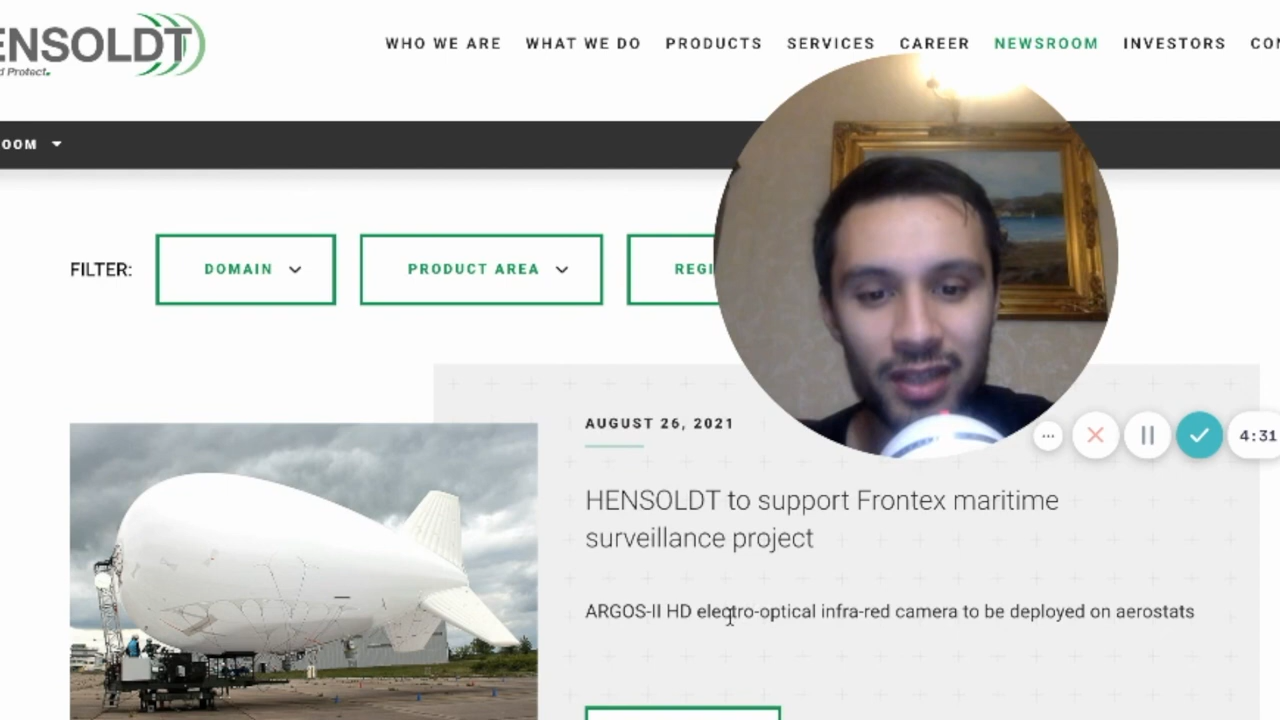 ENSOLDT
d Protect.
WHO WE ARE WHAT WE DO PRODUCTS SERVICES CAREER NEWSROOM INVESTORS CON
OOM
FILTER:
DOMAIN
PRODUCT AREA
REGI
AUGUST 26, 2021
4:31
HENSOLDT to support Frontex maritime
surveillance project
ARGOS-II HD electro-optical infra-red camera to be deployed on aerostats